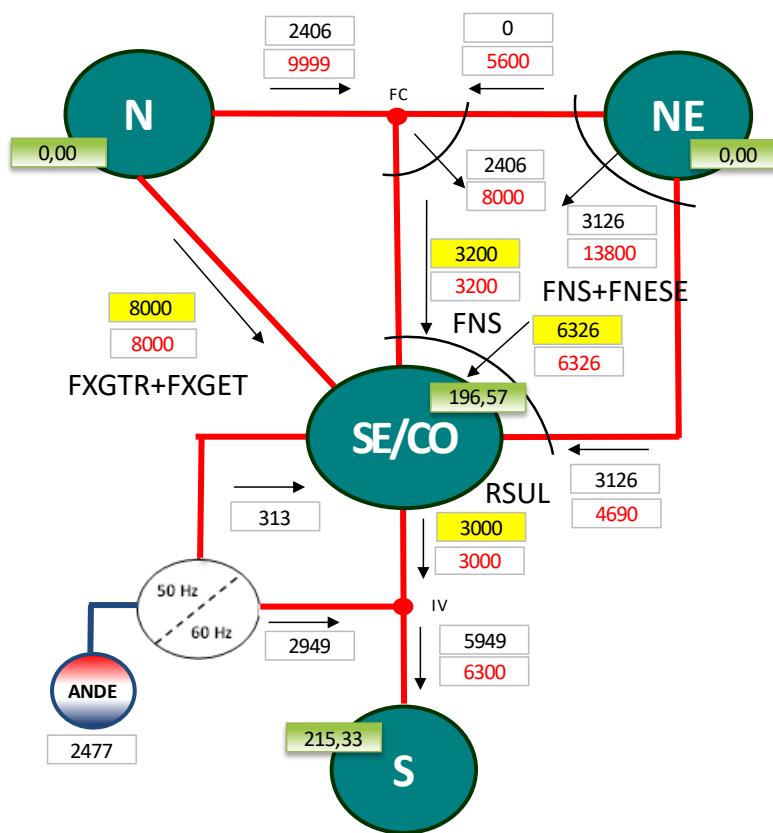 2406
0
9999
5600
FC
N
NE
0,00
0,00
2406
8000
3126
13800
3200
3200
FNS+FNESE
8000
8000
FNS
6326
6326
FXGTR+FXGET
196,57
SE/CO
RSUL
3126
4690
313
3000
3000
50 Hz
60 Hz
IV
2949
5949
6300
ANDE
2477
215,33
S